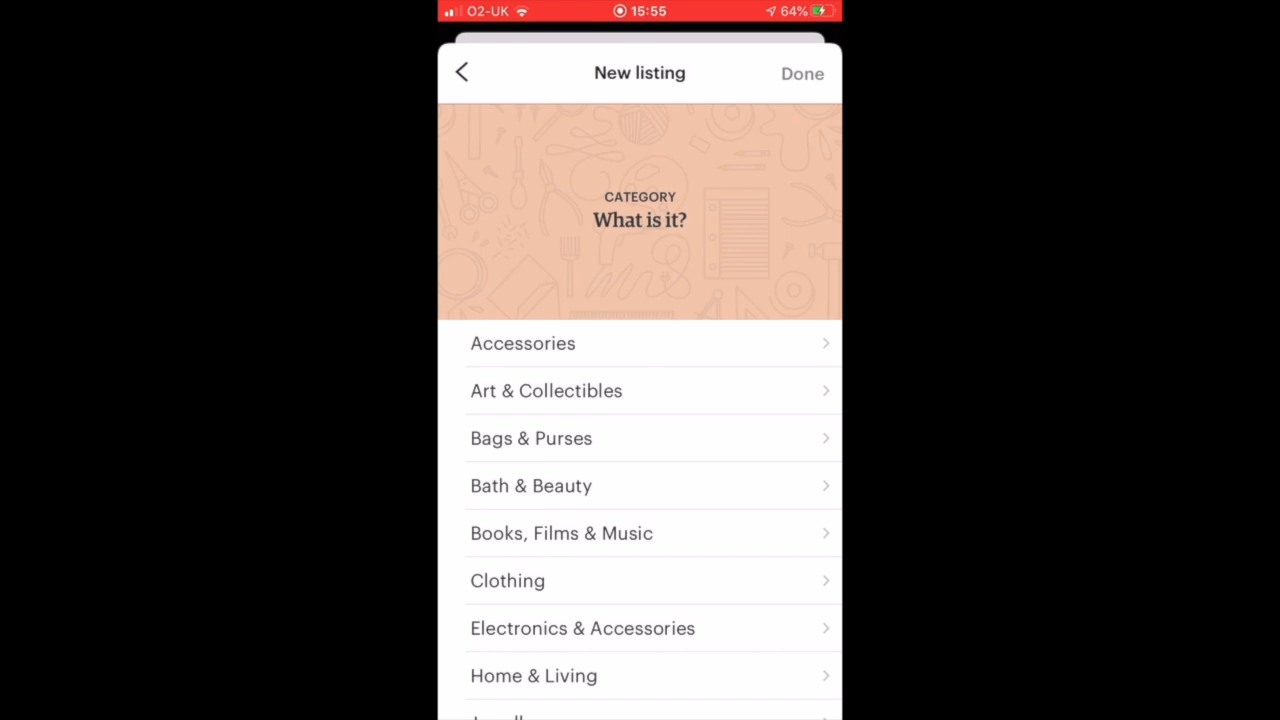 O2-UK 15:55 64%
New listing Done
CATEGORY
What is it?
Accessories
Art & Collectibles
Bags & Purses
Bath & Beauty
Books, Films & Music
Clothing
Electronics & Accessories
Home & Living